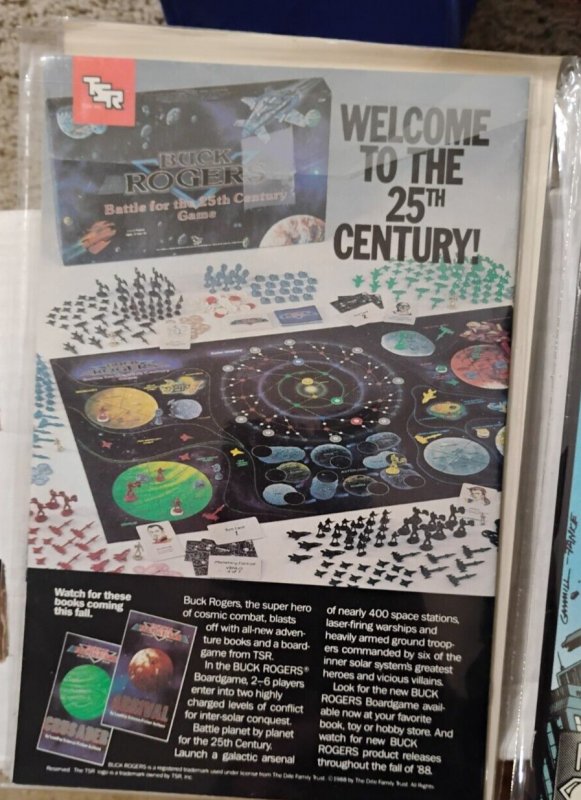 TSR
BUCK
ROGERS
Battle for the 25th Century
Game
WELCOME
TO THE
25TH
CENTURY!
BUCK
ROGERS
Watch for these
books coming
this fall.
ARRIVAL
CRUSADERS
Buck Rogers, the super hero
of cosmic combat, blasts
off with all-new adven-
ture books and a board-
game from TSR.
In the BUCK ROGERS®
Boardgame, 2–6 players
enter into two highly
charged levels of conflict
for inter-solar conquest.
Battle planet by planet
for the 25th Century.
Launch a galactic arsenal
of nearly 400 space stations,
laser-firing warships and
heavily armed ground troop-
ers commanded by six of the
inner solar system's greatest
heroes and vicious villains.
Look for the new BUCK
ROGERS Boardgame avail-
able now at your favorite
book, toy or hobby store. And
watch for new BUCK
ROGERS product releases
throughout the fall of '88.
BUCK ROGERS is a registered trademark used under license from The Dille Family Trust. ©1988 by The Dille Family Trust. All Rights
Reserved. The TSR logo is a trademark owned by TSR, Inc.